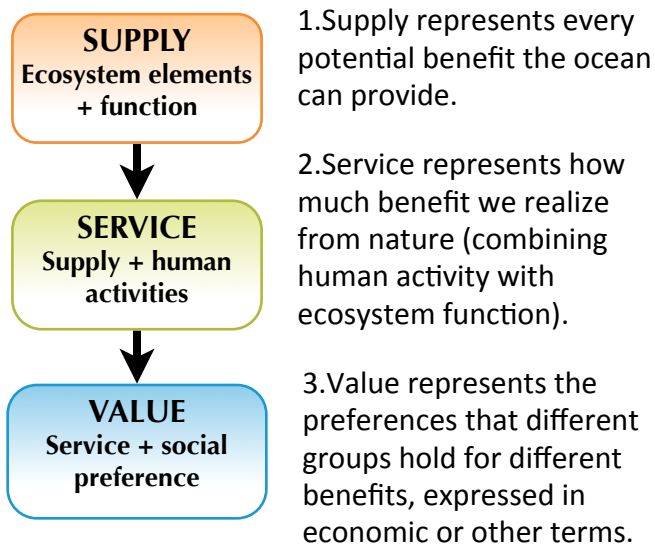 SUPPLY
Ecosystem elements
+ function
1.Supply represents every
potential benefit the ocean
can provide.
SERVICE
Supply + human
activities
2.Service represents how
much benefit we realize
from nature (combining
human activity with
ecosystem function).
VALUE
Service + social
preference
3.Value represents the
preferences that different
groups hold for different
benefits, expressed in
economic or other terms.